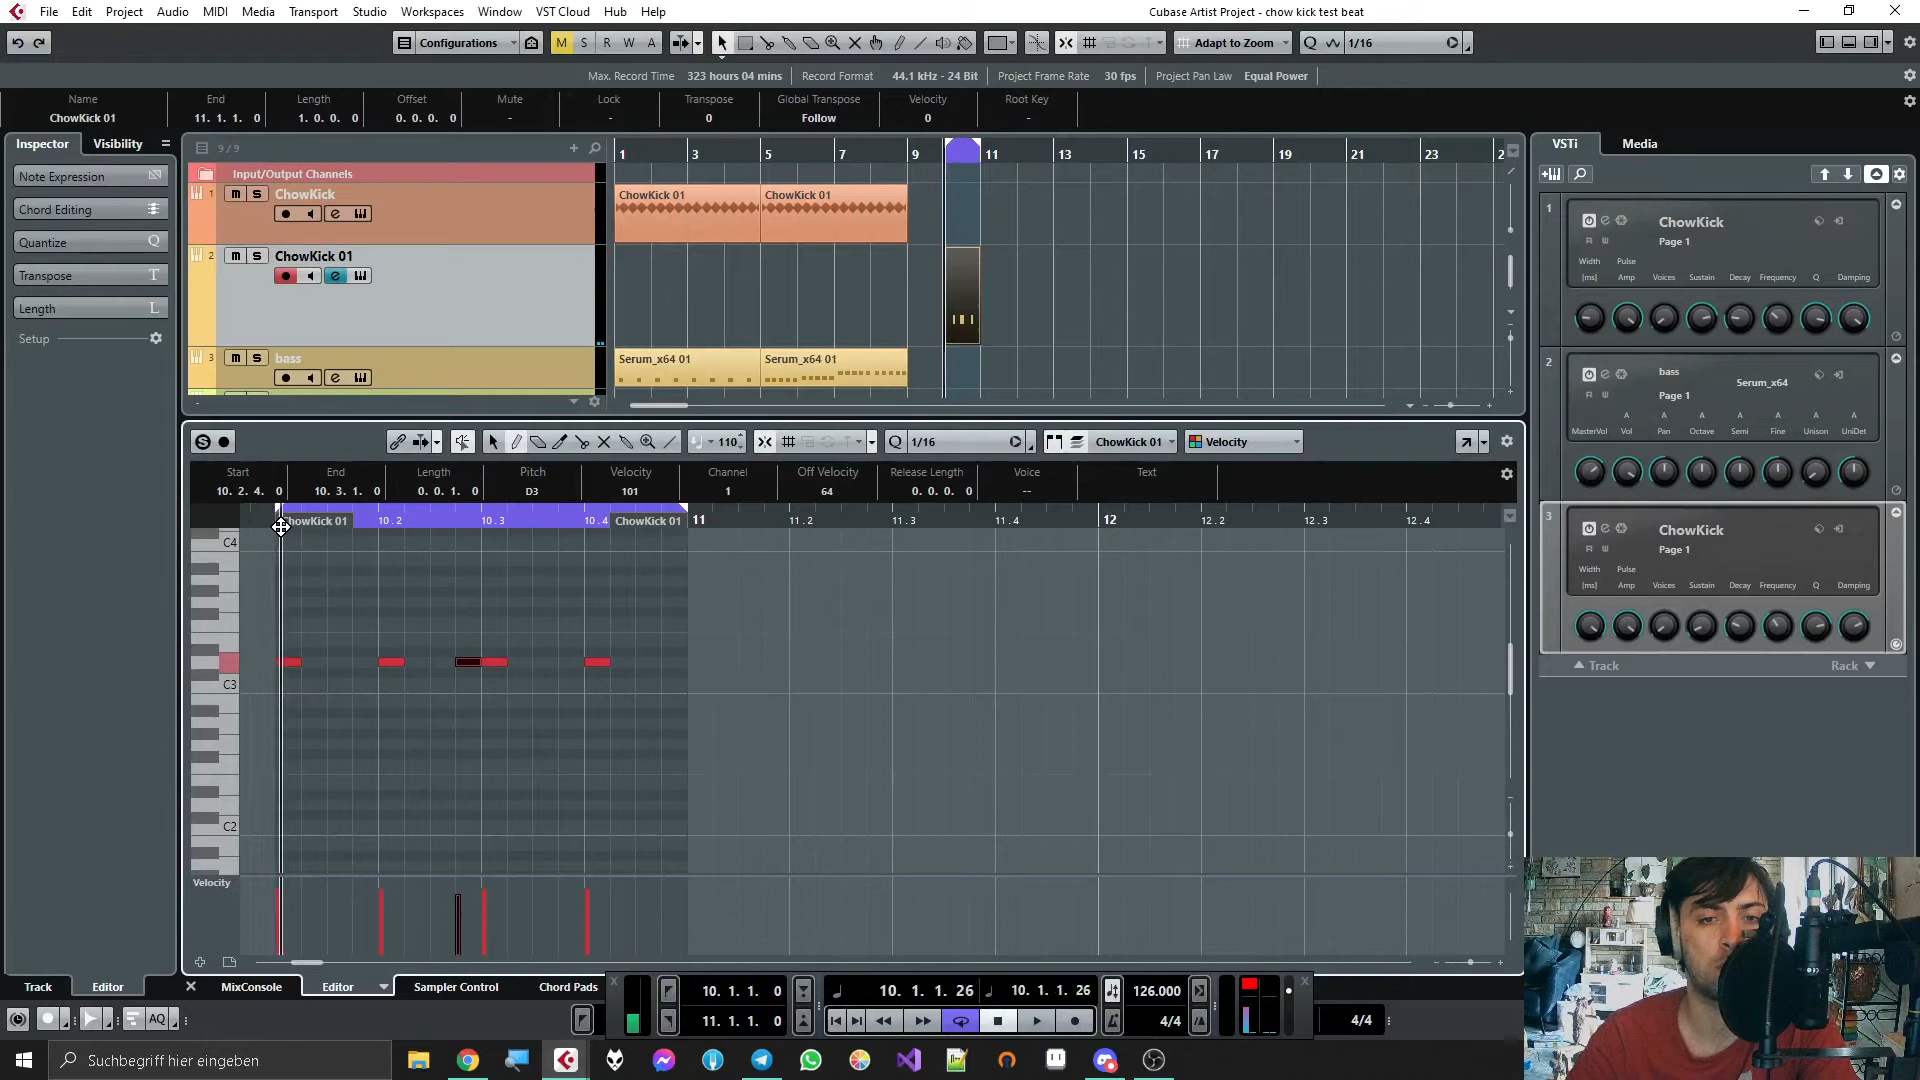 File Edit Project Audio MIDI Media Transport Studio Workspaces Window VST Cloud Hub Help Cubase Artist Project - chow kick test beat
Configurations M S R W A Adapt to Zoom Q 1/16
Max. Record Time 323 hours 04 mins Record Format 44.1 kHz - 24 Bit Project Frame Rate 30 fps Project Pan Law Equal Power
Name End Length Offset Mute Lock Transpose Global Transpose Velocity Root Key
ChowKick 01 11. 1. 1. 0 1. 0. 0. 0 0. 0. 0. 0 - - 0 Follow 0 -
Inspector Visibility
Note Expression
Chord Editing
Quantize Q
Transpose T
Length L
Setup
9 / 9
1 3 5 7 9 11 13 15 17 19 21 23 2
Input/Output Channels
1 m s ChowKick
ChowKick 01 ChowKick 01
2 m s ChowKick 01
3 m s bass
Serum_x64 01 Serum_x64 01
VSTi Media
1 ChowKick
Page 1
R W
Width Pulse
[ms] Amp Voices Sustain Decay Frequency Q Damping
2 bass Serum_x64
Page 1
A A A A A A A
MasterVol Vol Pan Octave Semi Fine Unison UniDet
3 ChowKick
Page 1
R W
Width Pulse
[ms] Amp Voices Sustain Decay Frequency Q Damping
Track Rack
S 110 Q 1/16 ChowKick 01 Velocity
Start End Length Pitch Velocity Channel Off Velocity Release Length Voice Text
10. 2. 4. 0 10. 3. 1. 0 0. 0. 1. 0 D3 101 1 64 0. 0. 0. 0 --
ChowKick 01 10.2 10.3 10.4 ChowKick 01 11 11.2 11.3 11.4 12 12.2 12.3 12.4
C4
C3
C2
Velocity
Track Editor MixConsole Editor Sampler Control Chord Pads
10. 1. 1. 0 10. 1. 1. 26 10. 1. 1. 26 126.000
11. 1. 1. 0 4/4 4/4
AQ
Suchbegriff hier eingeben